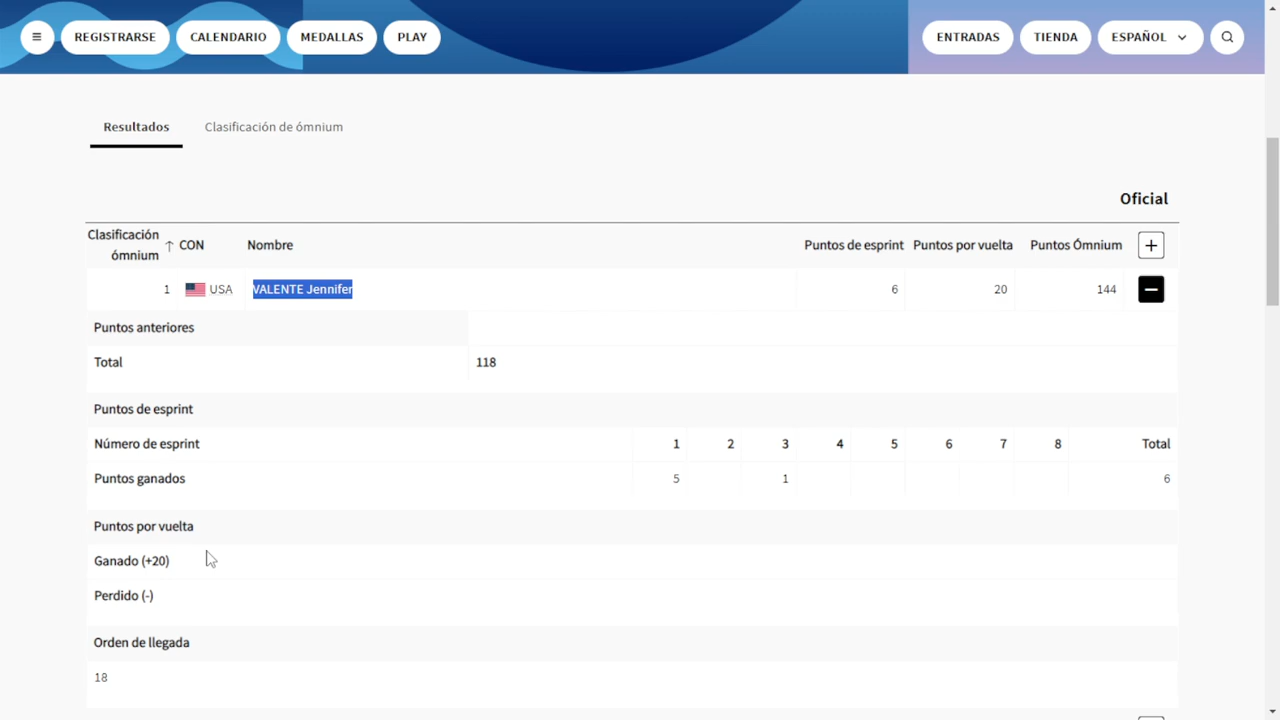 REGISTRARSE CALENDARIO MEDALLAS PLAY ENTRADAS TIENDA ESPAÑOL
Resultados Clasificación de ómnium
Oficial
Clasificación ómnium CON Nombre Puntos de esprint Puntos por vuelta Puntos Ómnium
1 USA VALENTE Jennifer 6 20 144
Puntos anteriores
Total 118
Puntos de esprint
Número de esprint 1 2 3 4 5 6 7 8 Total
Puntos ganados 5 1 6
Puntos por vuelta
Ganado (+20)
Perdido (-)
Orden de llegada
18